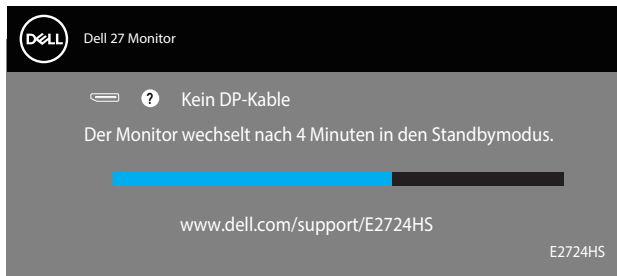 DELL
Dell 27 Monitor
? Kein DP-Kable
Der Monitor wechselt nach 4 Minuten in den Standbymodus.
www.dell.com/support/E2724HS
E2724HS